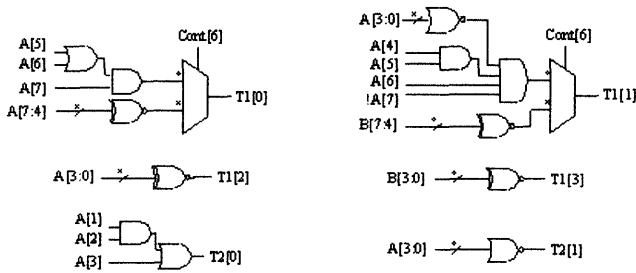 Cont[6]
A[5]
A[6]
A[7]
A[7:4]
T1[0]
A[3:0]
Cont[6]
A[4]
A[5]
A[6]
!A[7]
B[7:4]
T1[1]
A[3:0]
T1[2]
B[3:0]
T1[3]
A[1]
A[2]
A[3]
T2[0]
A[3:0]
T2[1]